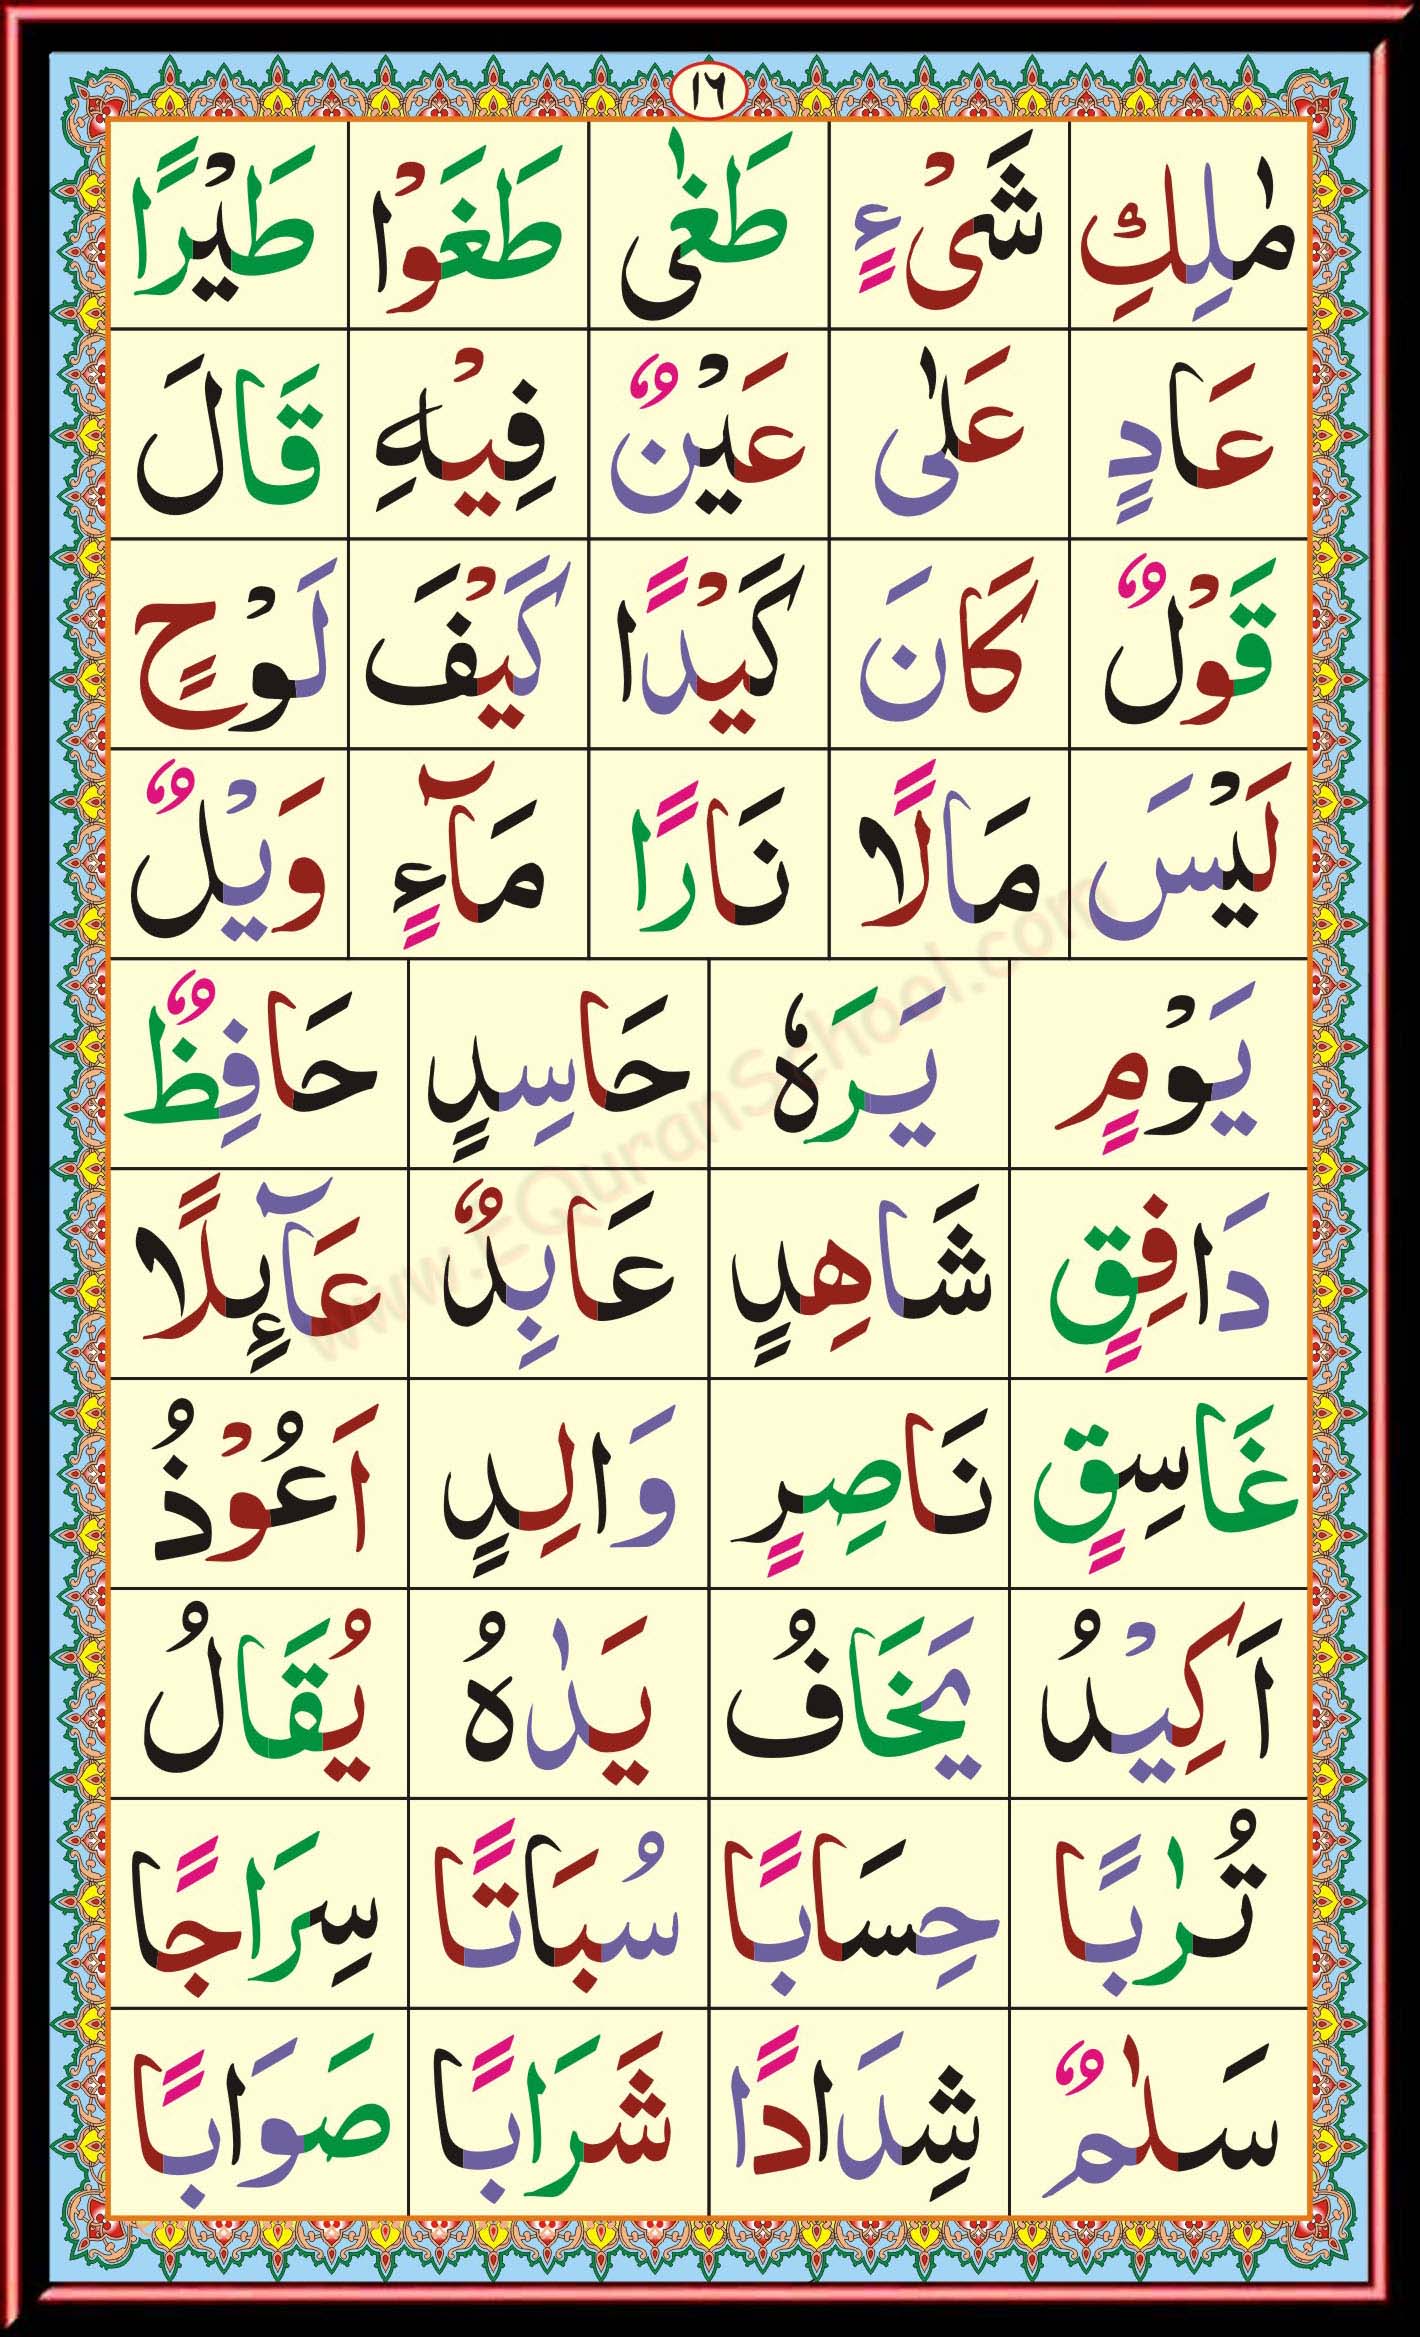 ١٦
مٰلِكِ شَىْءٍ طَغٰى طَغَوْا طَيْرًا
عَادٍ عَلٰى عَيْنٌ فِيْهِ قَالَ
قَوْلٌ كَانَ كَيْدًا كَيْفَ لَوْحٍ
لَيْسَ مَالًا نَارًا مَآءٍ وَيْلٌ
يَوْمٍ يَرَهٗ حَاسِدٍ حَافِظٌ
دَافِقٍ شَاهِدٍ عَابِدٌ عَآىِٕلًا
غَاسِقٍ نَاصِرٍ وَالِدٍ اَعُوْذُ
اَكِيْدُ يَخَافُ يَدٰهُ يُقَالُ
تُرٰبًا حِسَابًا سُبَاتًا سِرَاجًا
سَلٰمٌ شِدَادًا شَرَابًا صَوَابًا
www.EQuranSchool.com